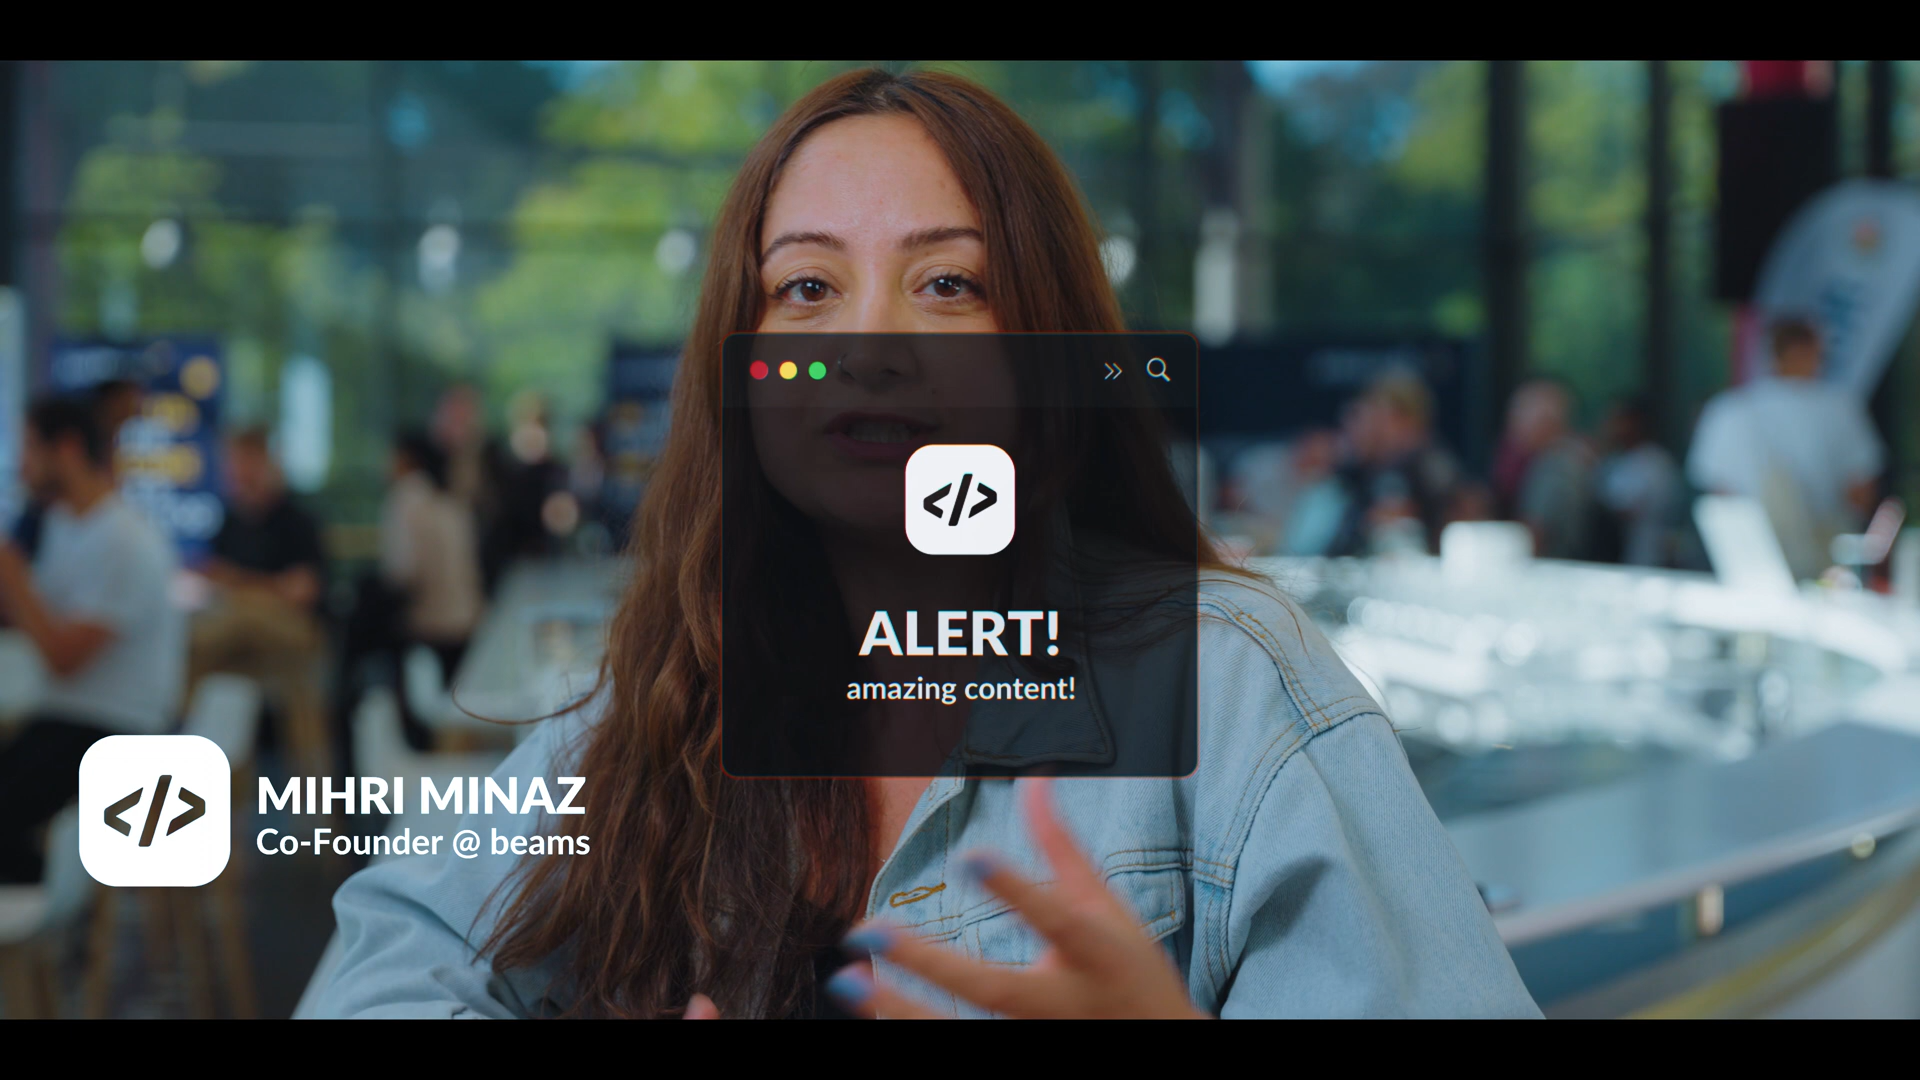 </>
ALERT!
amazing content!
</>
MIHRI MINAZ
Co-Founder @ beams